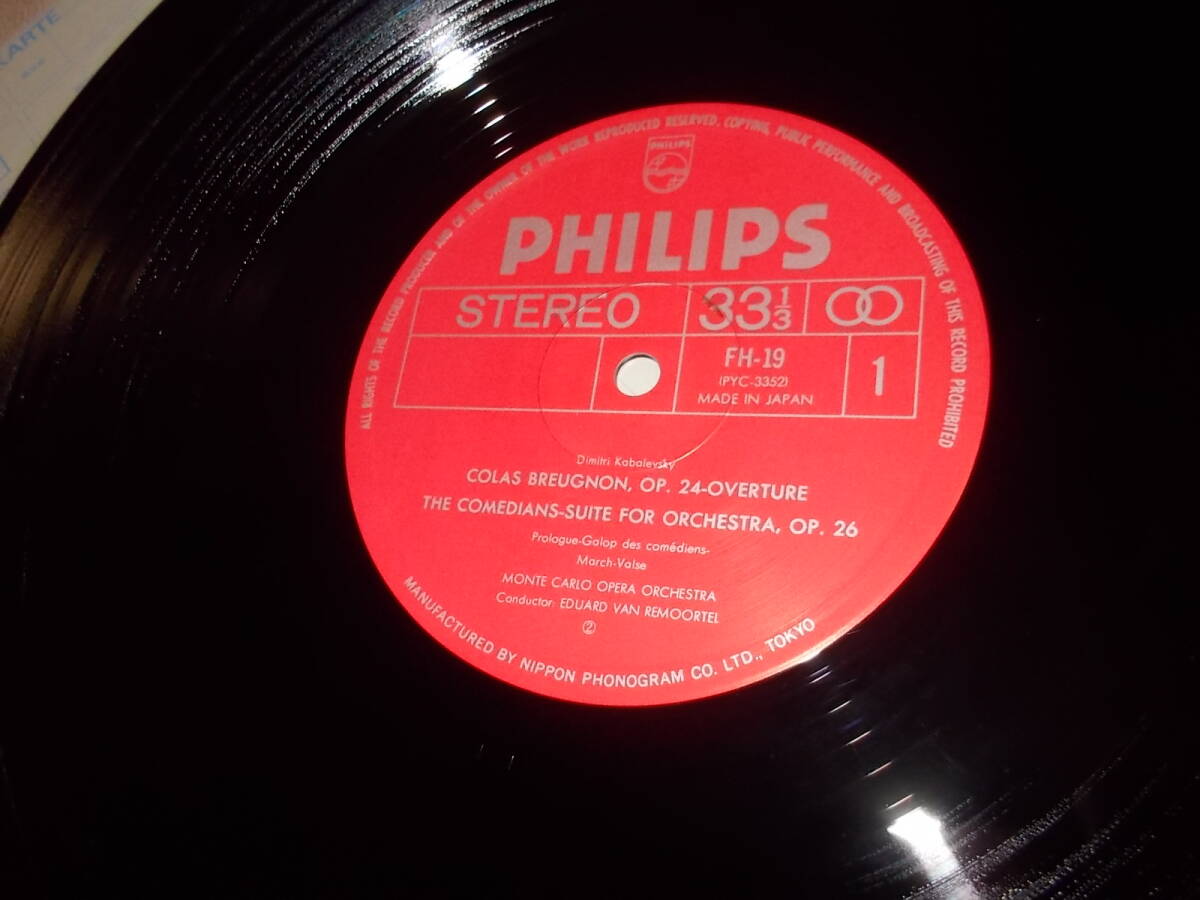 KARTE
ALL RIGHTS OF THE RECORD PRODUCER AND OF THE OWNER OF THE WORK REPRODUCED RESERVED. COPYING, PUBLIC PERFORMANCE AND BROADCASTING OF THIS RECORD PROHIBITED
PHILIPS
PHILIPS
STEREO 33 1/3
FH-19
(PYC-3352)
MADE IN JAPAN
1
Dimitri Kabalevsky
COLAS BREUGNON, OP. 24-OVERTURE
THE COMEDIANS-SUITE FOR ORCHESTRA, OP. 26
Prologue-Galop des comédiens-
March-Valse
MONTE CARLO OPERA ORCHESTRA
Conductor: EDUARD VAN REMOORTEL
②
MANUFACTURED BY NIPPON PHONOGRAM CO. LTD., TOKYO